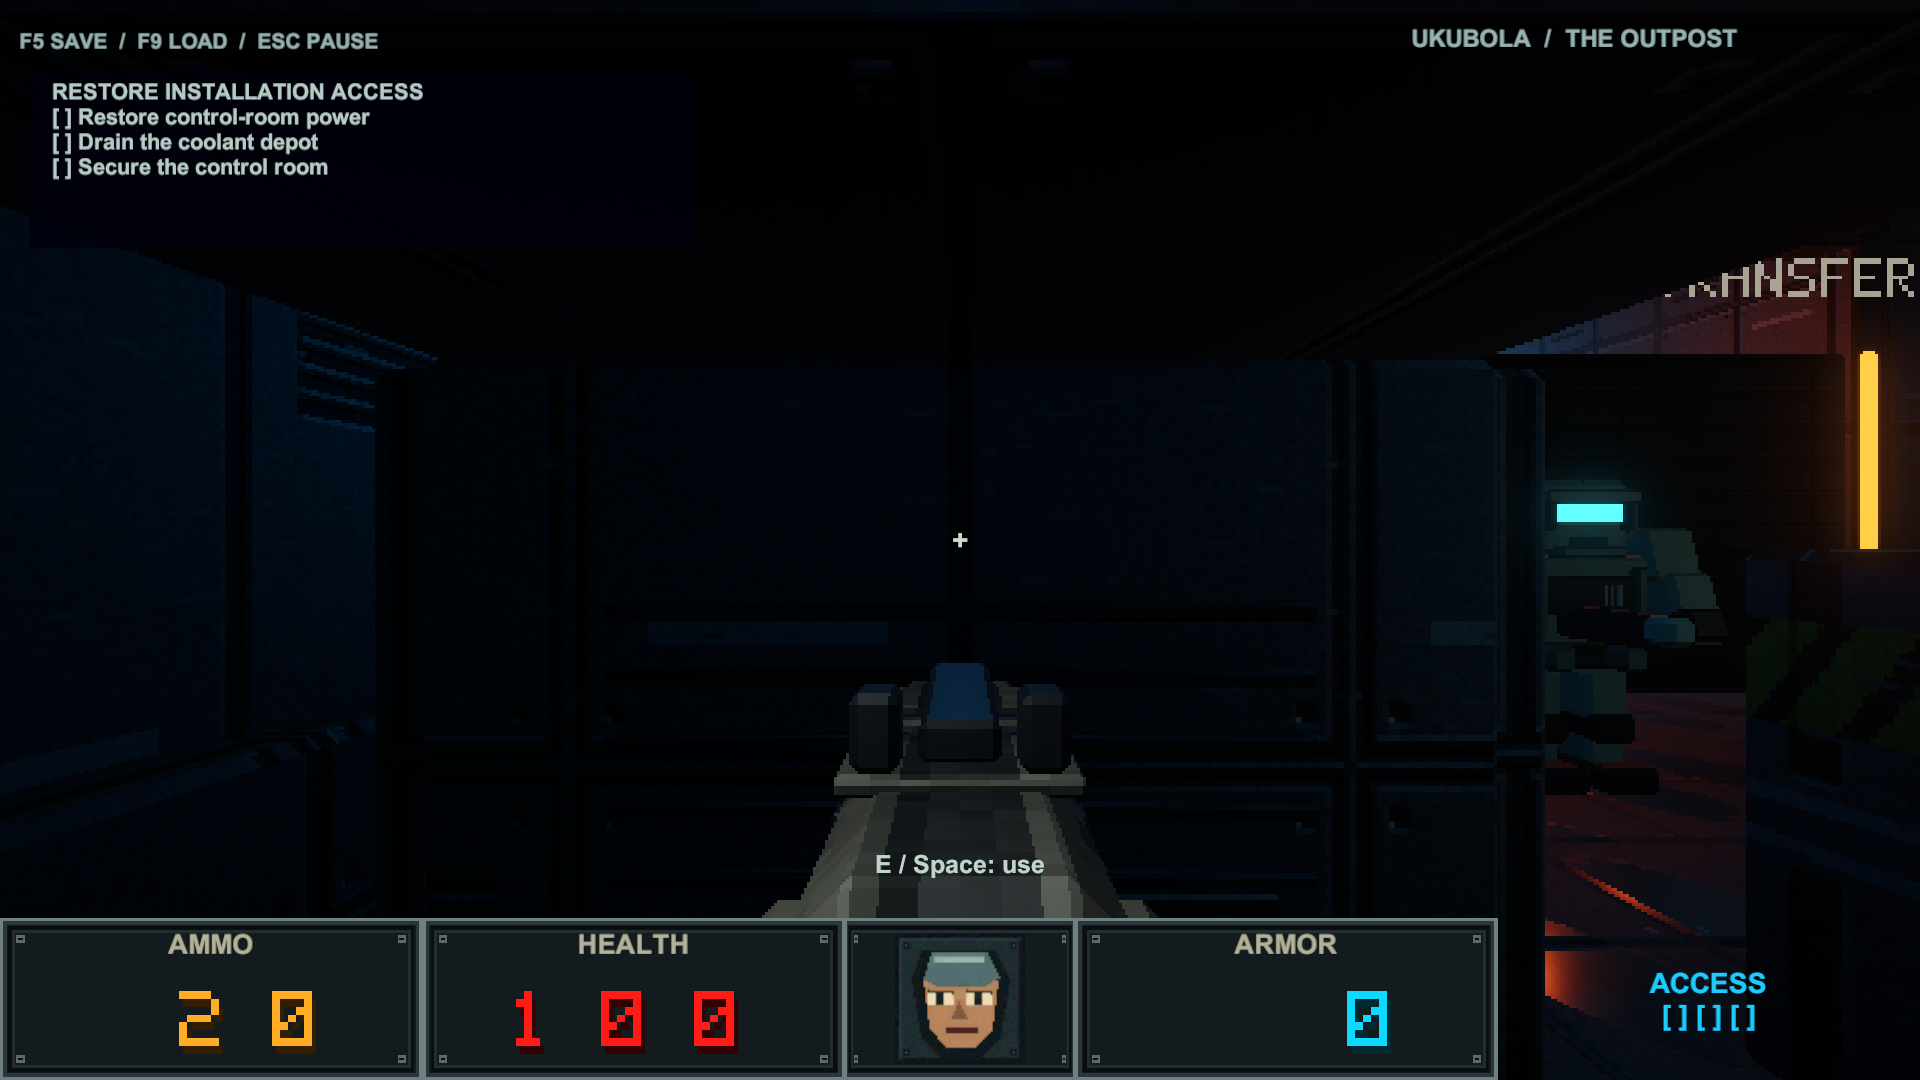 F5 SAVE / F9 LOAD / ESC PAUSE
UKUBOLA / THE OUTPOST
RESTORE INSTALLATION ACCESS
[ ] Restore control-room power
[ ] Drain the coolant depot
[ ] Secure the control room
TRANSFER
E / Space: use
AMMO
20
HEALTH
100
ARMOR
0
ACCESS
[ ] [ ] [ ]